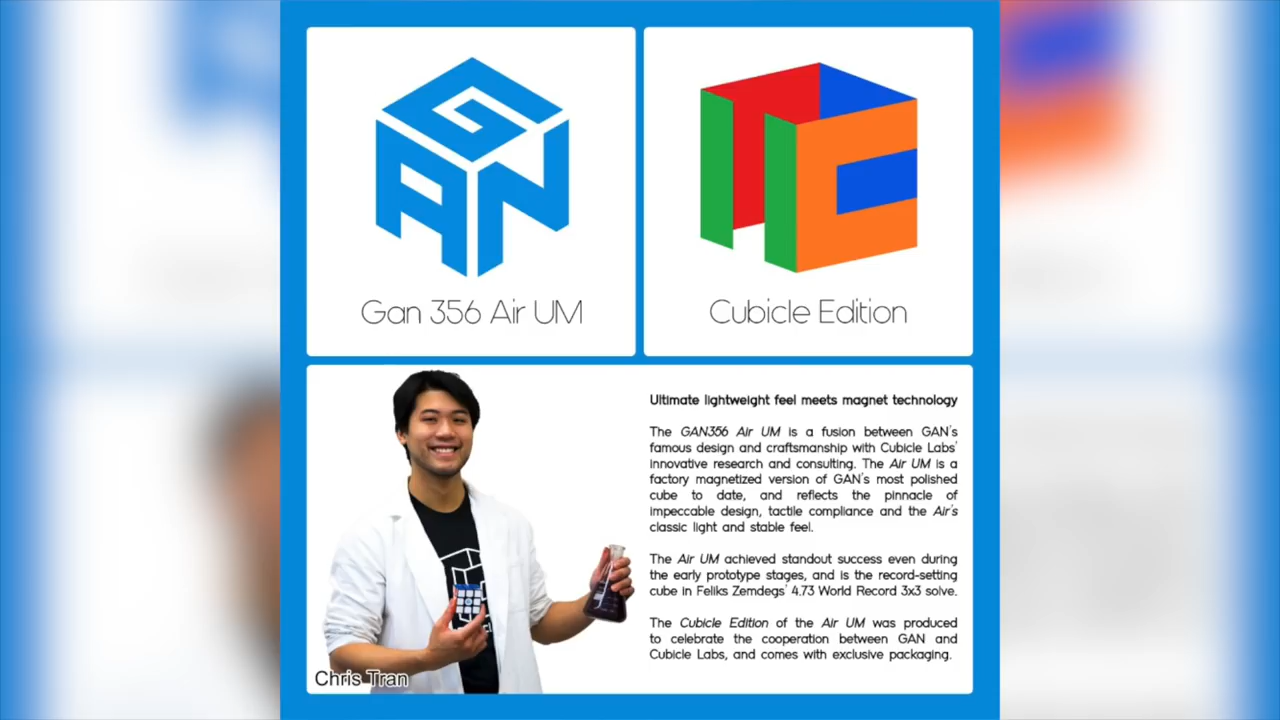 GAN
Gan 356 Air UM
Cubicle Edition
Ultimate lightweight feel meets magnet technology
The GAN356 Air UM is a fusion between GAN's
famous design and craftsmanship with Cubicle Labs'
innovative research and consulting. The Air UM is a
factory magnetized version of GAN's most polished
cube to date, and reflects the pinnacle of
impeccable design, tactile compliance and the Air's
classic light and stable feel.
The Air UM achieved standout success even during
the early prototype stages, and is the record-setting
cube in Feliks Zemdegs' 4.73 World Record 3x3 solve.
The Cubicle Edition of the Air UM was produced
to celebrate the cooperation between GAN and
Cubicle Labs, and comes with exclusive packaging.
Chris Tran